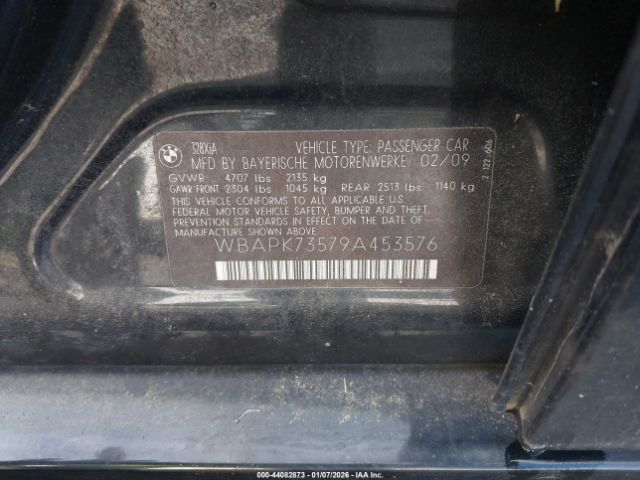 328XiA VEHICLE TYPE: PASSENGER CAR
MFD BY BAYERISCHE MOTORENWERKE 02/09
GVWR 4707 lbs 2135 kg
GAWR FRONT 2304 lbs 1045 kg REAR 2513 lbs 1140 kg
THIS VEHICLE CONFORMS TO ALL APPLICABLE U.S.
FEDERAL MOTOR VEHICLE SAFETY, BUMPER AND THEFT
PREVENTION STANDARDS IN EFFECT ON THE DATE OF
MANUFACTURE SHOWN ABOVE.
WBAPK73579A453576
000-44082873 | 01/07/2026 | IAA Inc.